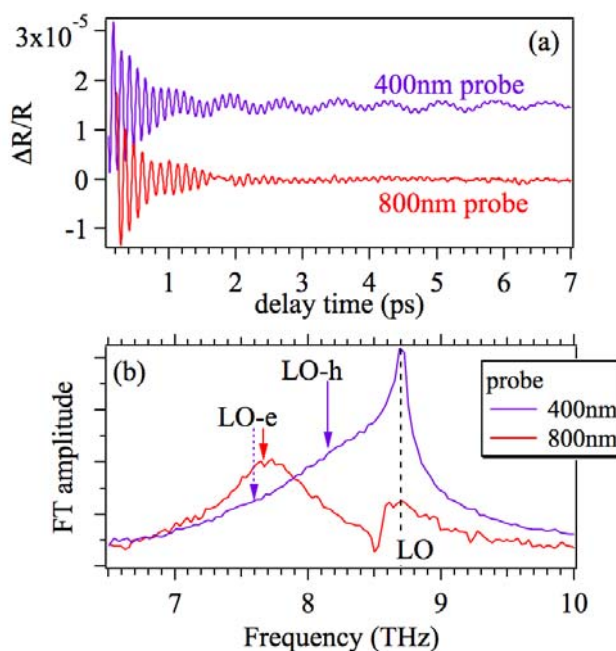 (a)
3x10⁻⁵
2
1
0
-1
ΔR/R
400nm probe
800nm probe
1 2 3 4 5 6 7
delay time (ps)
(b)
LO-h
LO-e
LO
probe
400nm
800nm
FT amplitude
7 8 9 10
Frequency (THz)